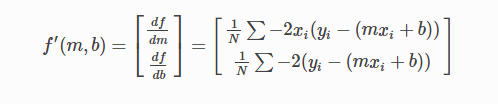 f'(m, b) = [ df/dm ; df/db ] = [ 1/N ∑ −2x_i(y_i − (mx_i + b)) ; 1/N ∑ −2(y_i − (mx_i + b)) ]